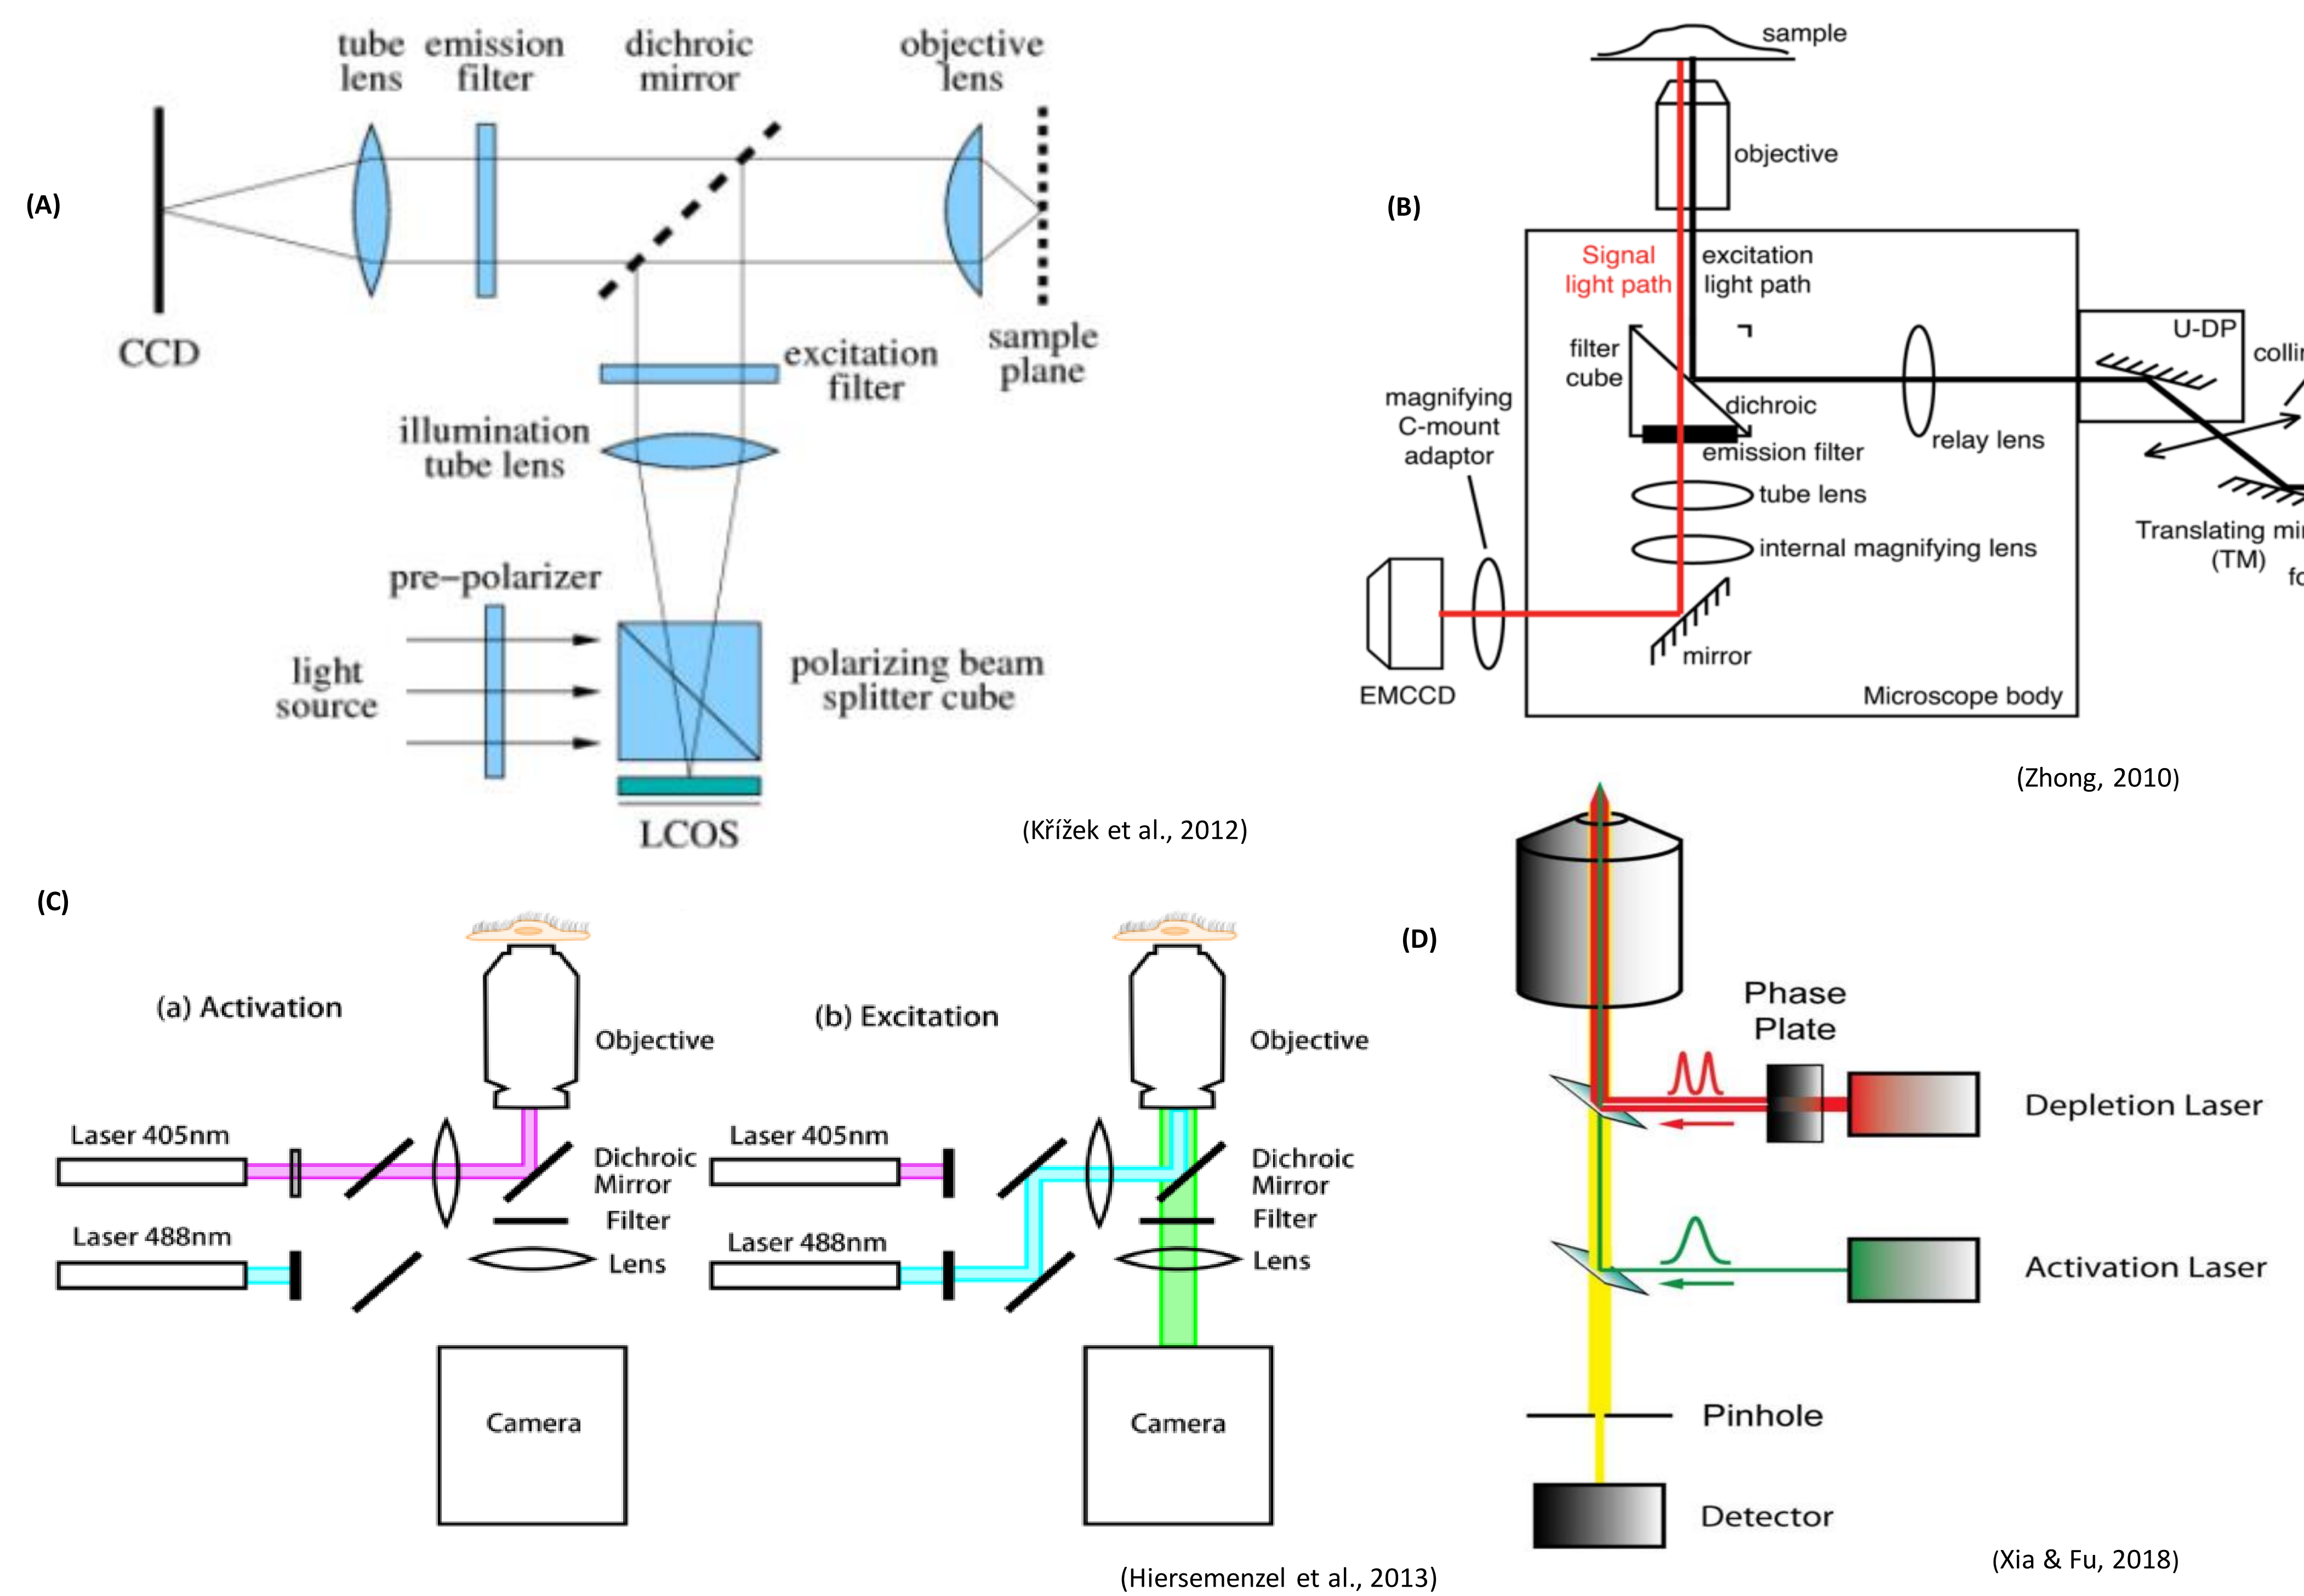 (A)
tube emission
lens filter
dichroic
mirror
objective
lens
CCD
excitation
filter
sample
plane
illumination
tube lens
pre-polarizer
light
source
polarizing beam
splitter cube
LCOS
(Křížek et al., 2012)
(B)
sample
objective
Signal
light path
excitation
light path
filter
cube
dichroic
emission filter
relay lens
U-DP
collin
magnifying
C-mount
adaptor
tube lens
internal magnifying lens
Translating mir
(TM)
fo
mirror
EMCCD
Microscope body
(Zhong, 2010)
(C)
(a) Activation
Objective
Laser 405nm
Dichroic
Mirror
Filter
Laser 488nm
Lens
Camera
(b) Excitation
Objective
Laser 405nm
Dichroic
Mirror
Filter
Laser 488nm
Lens
Camera
(Hiersemenzel et al., 2013)
(D)
Phase
Plate
Depletion Laser
Activation Laser
Pinhole
Detector
(Xia & Fu, 2018)